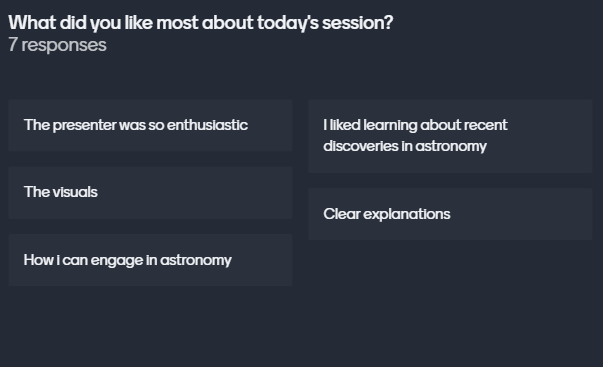 What did you like most about today's session?
7 responses
The presenter was so enthusiastic
The visuals
How i can engage in astronomy
I liked learning about recent
discoveries in astronomy
Clear explanations